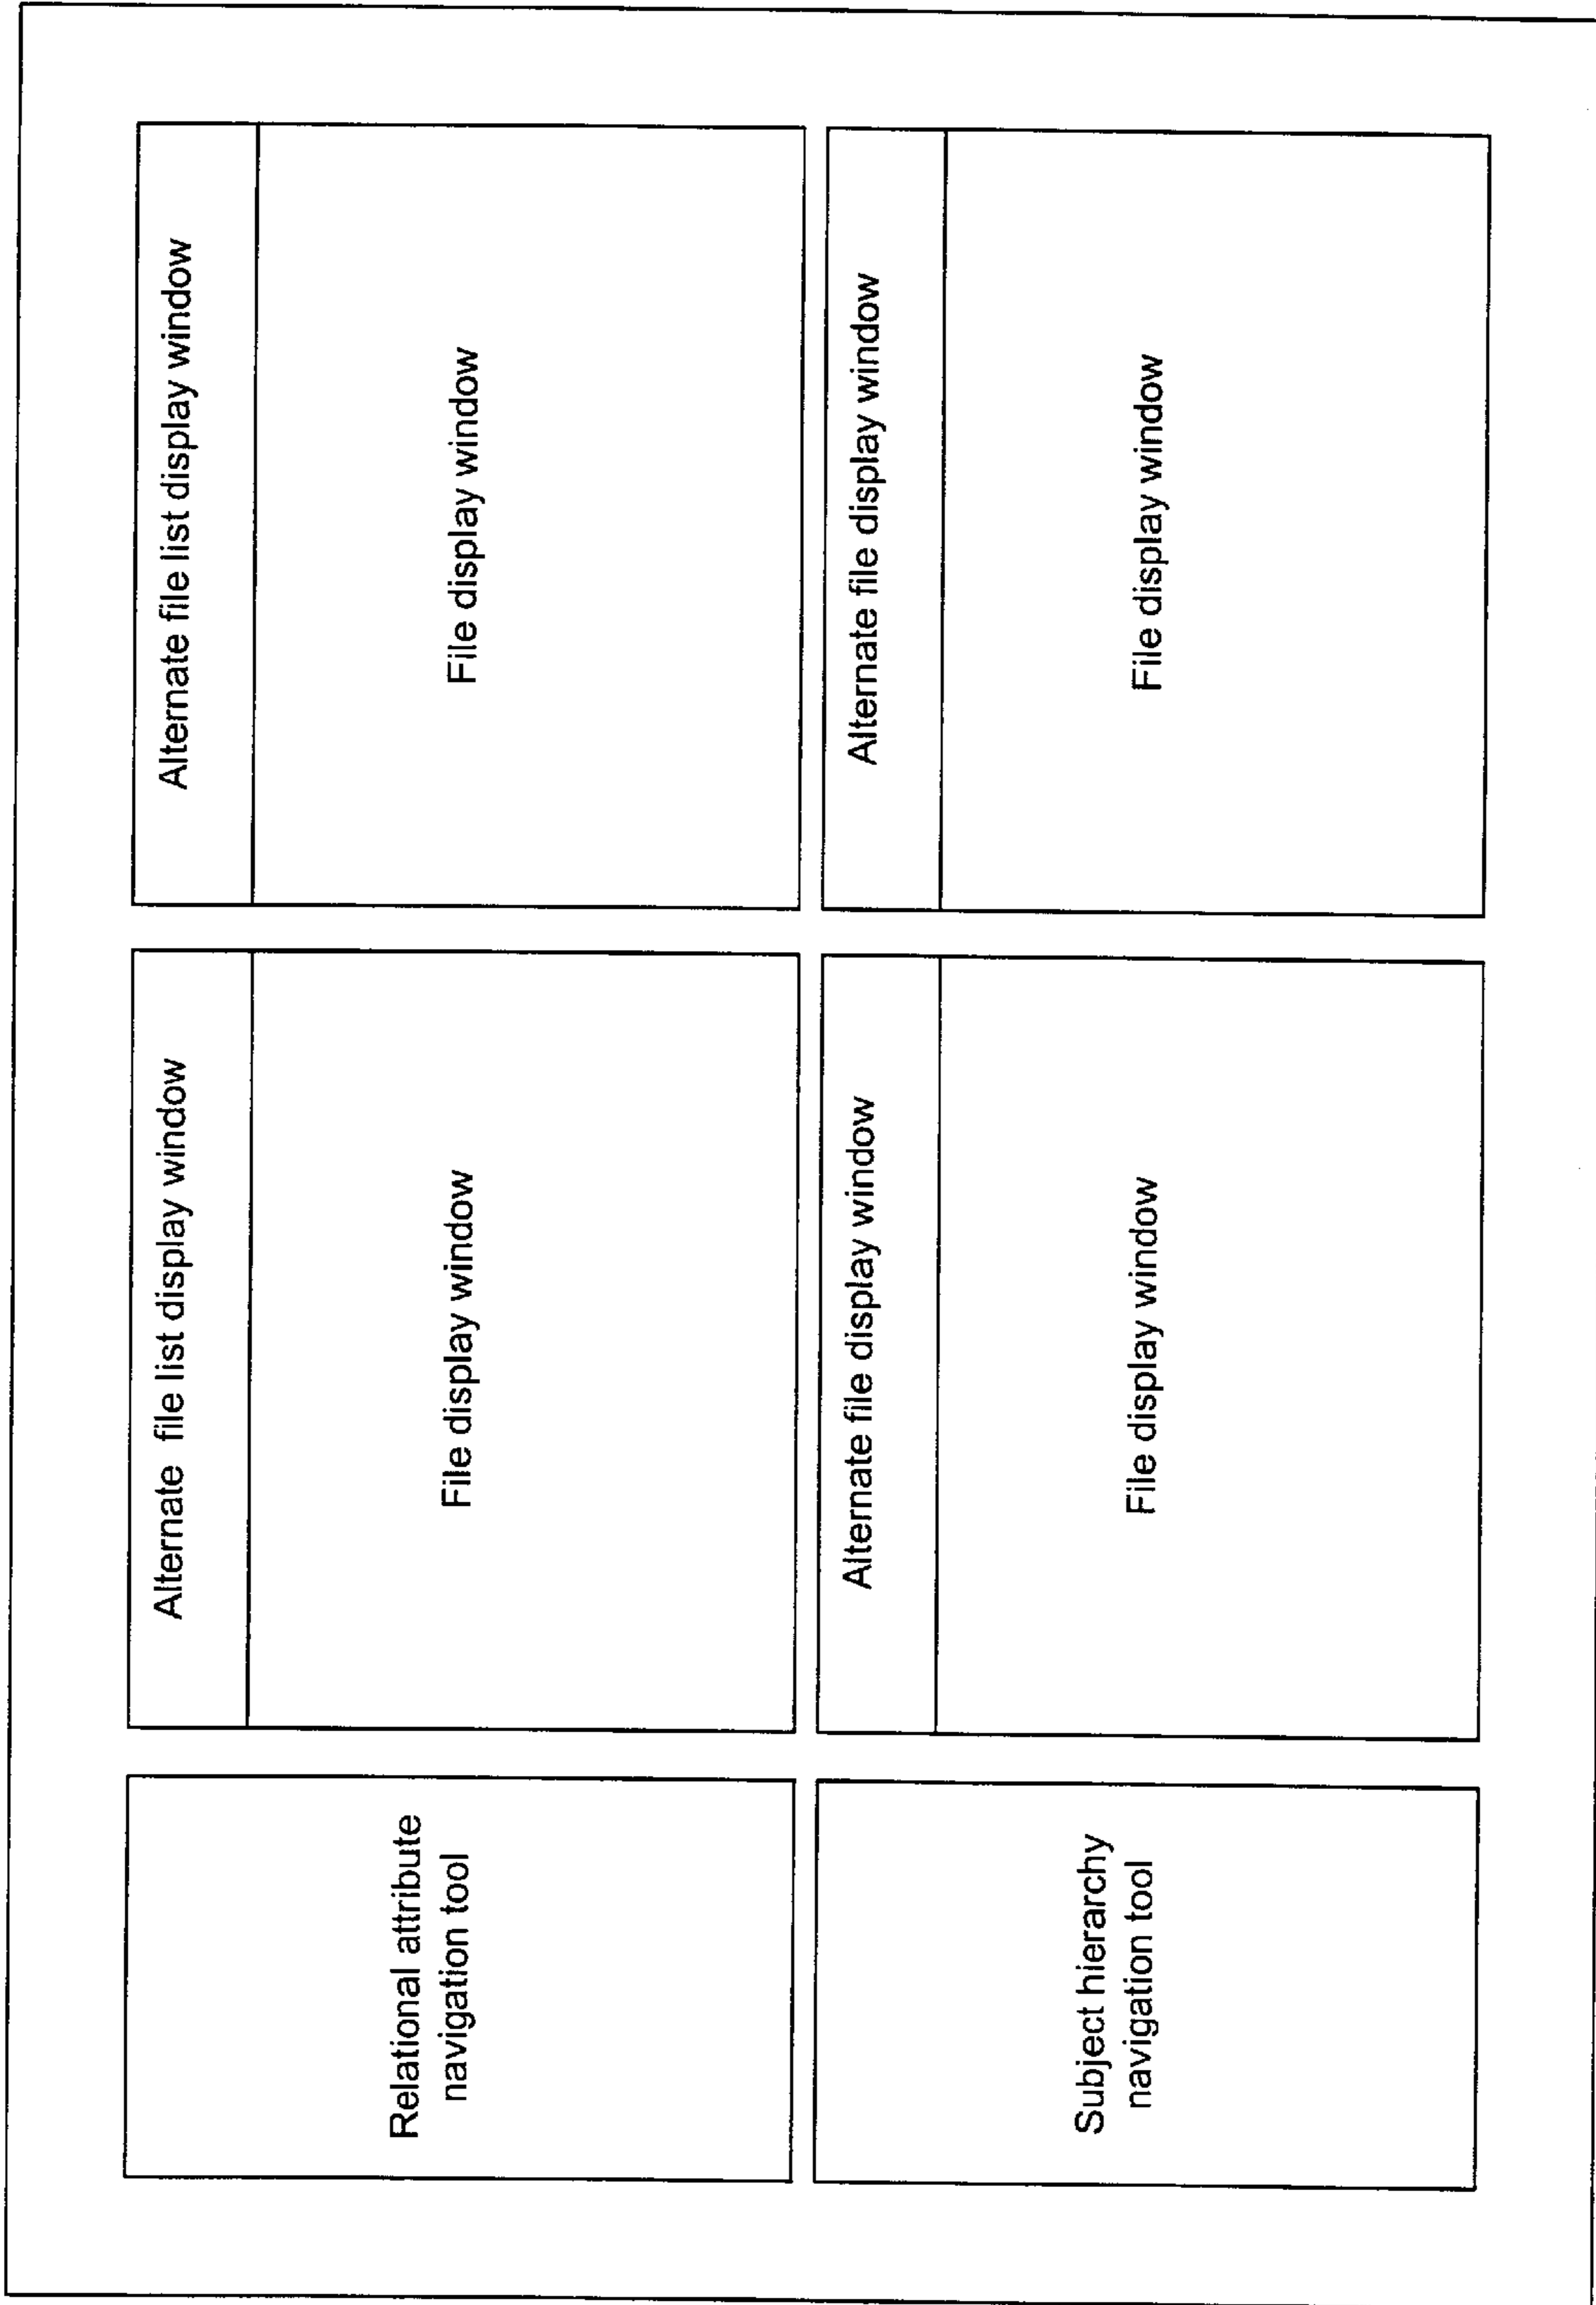 Relational attribute
navigation tool
Alternate  file list display window
File display window
Alternate file list display window
File display window
Subject hierarchy
navigation tool
Alternate file display window
File display window
Alternate file display window
File display window